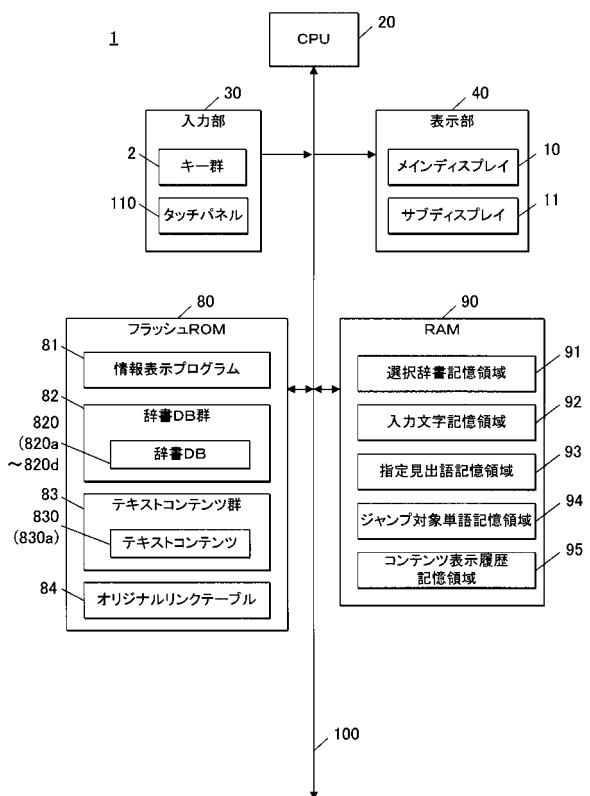 1
CPU
20
30
入力部
2
キー群
110
タッチパネル
40
表示部
メインディスプレイ
10
サブディスプレイ
11
80
フラッシュROM
81
情報表示プログラム
82
辞書DB群
820
(820a
~820d
辞書DB
83
テキストコンテンツ群
830
(830a)
テキストコンテンツ
84
オリジナルリンクテーブル
90
RAM
選択辞書記憶領域
91
入力文字記憶領域
92
指定見出語記憶領域
93
ジャンプ対象単語記憶領域
94
コンテンツ表示履歴
記憶領域
95
100